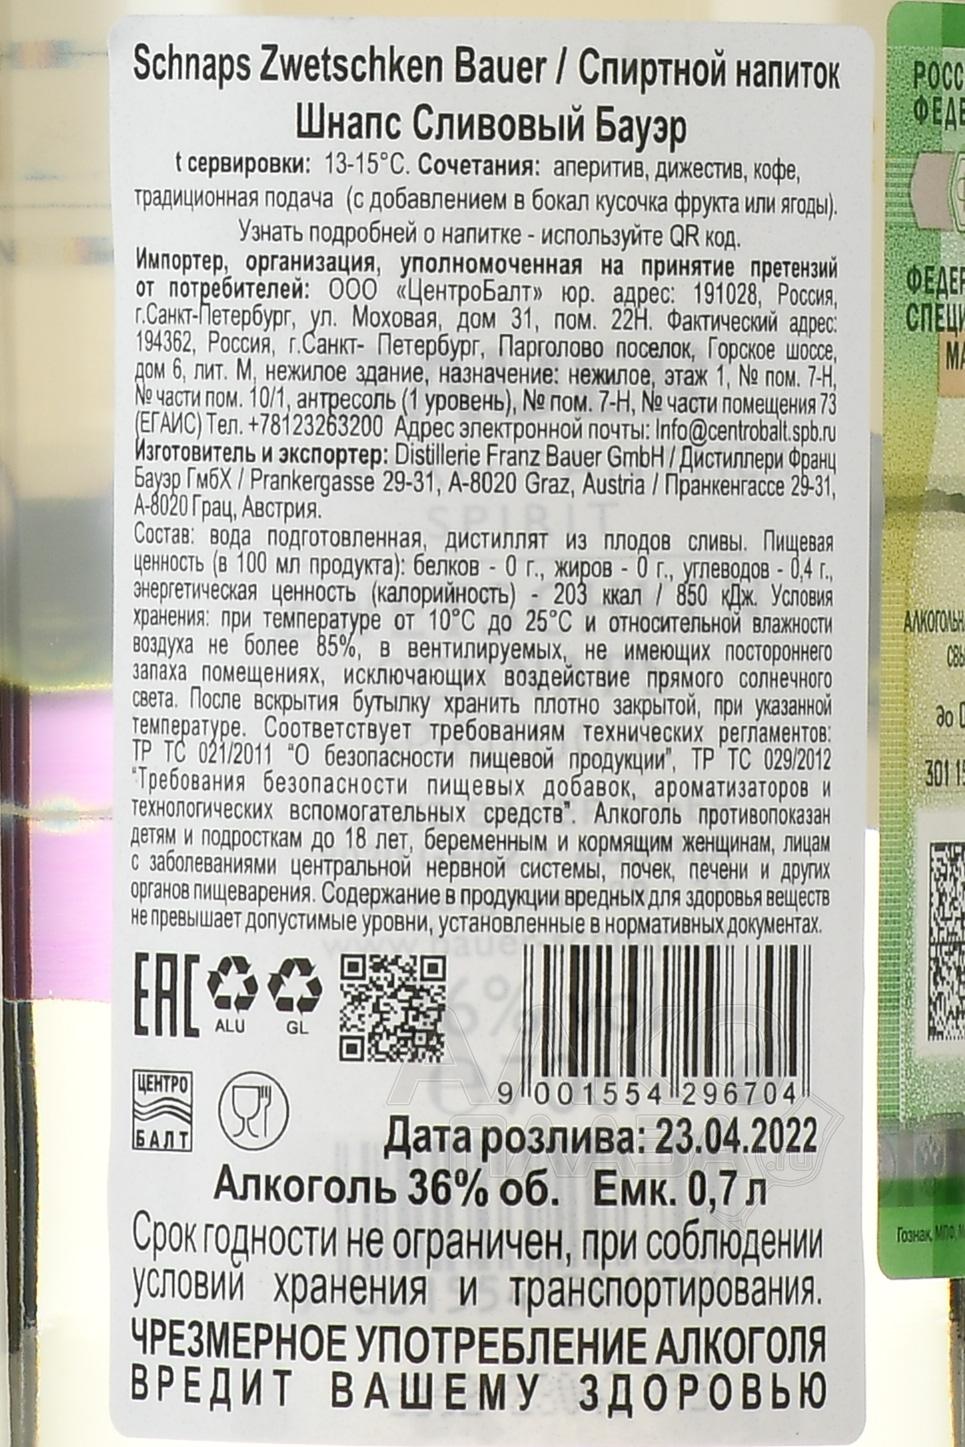 Schnaps Zwetschken Bauer / Спиртной напиток
Шнапс Сливовый Бауэр
t сервировки: 13-15°С. Сочетания: аперитив, дижестив, кофе,
традиционная подача (с добавлением в бокал кусочка фрукта или ягоды).
Узнать подробней о напитке - используйте QR код.
Импортер, организация, уполномоченная на принятие претензий
от потребителей: ООО «ЦентроБалт» юр. адрес: 191028, Россия,
г.Санкт-Петербург, ул. Моховая, дом 31, пом. 22Н. Фактический адрес:
194362, Россия, г.Санкт- Петербург, Парголово поселок, Горское шоссе,
дом 6, лит. М, нежилое здание, назначение: нежилое, этаж 1, № пом. 7-Н,
№ части пом. 10/1, антресоль (1 уровень), № пом. 7-Н, № части помещения 73
(ЕГАИС) Тел. +78123263200 Адрес электронной почты: Info@centrobalt.spb.ru
Изготовитель и экспортер: Distillerie Franz Bauer GmbH / Дистиллери Франц
Бауэр ГмбХ / Prankergasse 29-31, A-8020 Graz, Austria / Пранкенгассе 29-31,
А-8020 Грац, Австрия.
SPIRIT
Состав: вода подготовленная, дистиллят из плодов сливы. Пищевая
ценность (в 100 мл продукта): белков - 0 г., жиров - 0 г., углеводов - 0,4 г.,
энергетическая ценность (калорийность) - 203 ккал / 850 кДж. Условия
хранения: при температуре от 10°С до 25°С и относительной влажности
воздуха не более 85%, в вентилируемых, не имеющих постороннего
запаха помещениях, исключающих воздействие прямого солнечного
света. После вскрытия бутылку хранить плотно закрытой, при указанной
температуре. Соответствует требованиям технических регламентов:
ТР ТС 021/2011 "О безопасности пищевой продукции", ТР ТС 029/2012
"Требования безопасности пищевых добавок, ароматизаторов и
технологических вспомогательных средств". Алкоголь противопоказан
детям и подросткам до 18 лет, беременным и кормящим женщинам, лицам
с заболеваниями центральной нервной системы, почек, печени и других
органов пищеварения. Содержание в продукции вредных для здоровья веществ
не превышает допустимые уровни, установленные в нормативных документах.
EAC
ALU
GL
9 001554 296704
ЦЕНТРО
БАЛТ
Дата розлива: 23.04.2022
Алкоголь 36% об. Емк. 0,7 л
Срок годности не ограничен, при соблюдении
условий хранения и транспортирования.
ЧРЕЗМЕРНОЕ УПОТРЕБЛЕНИЕ АЛКОГОЛЯ
ВРЕДИТ ВАШЕМУ ЗДОРОВЬЮ
301 15
Гознак, МПФ,